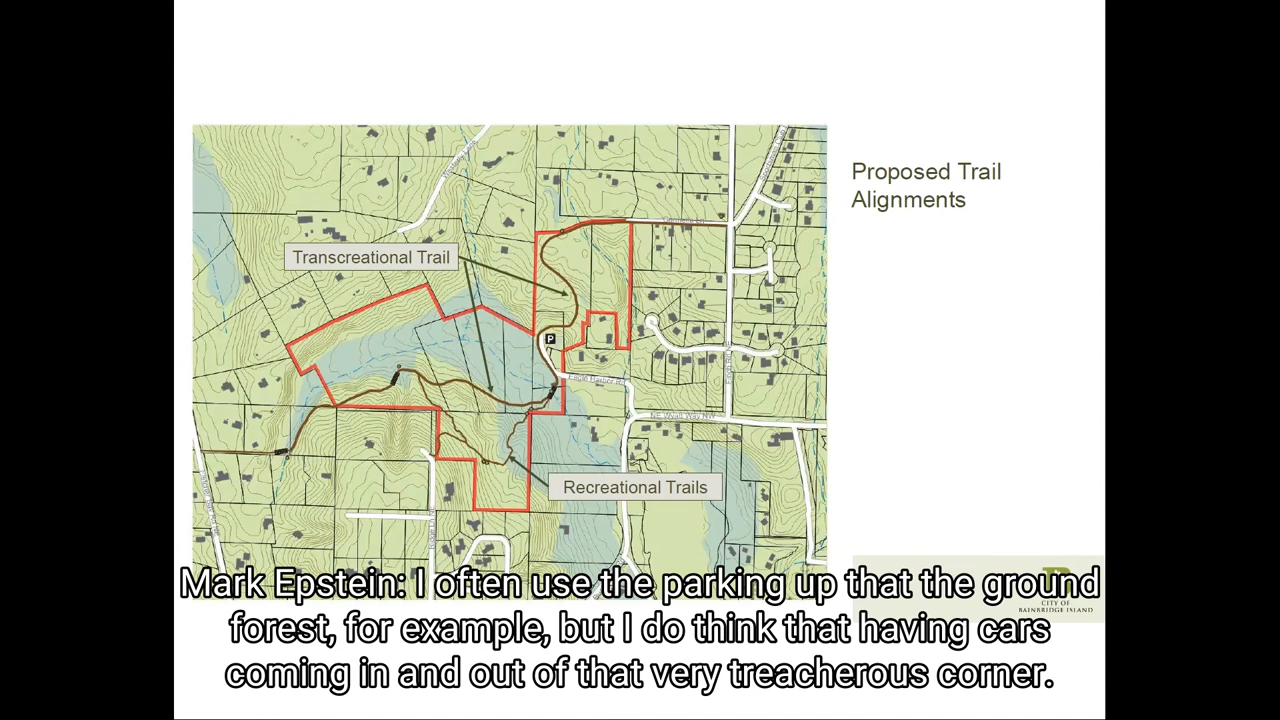 Proposed Trail
Alignments
Transcreational Trail
P
Eagle Harbor
Recreational Trails
CITY OF
BAINBRIDGE ISLAND
Mark Epstein: I often use the parking up that the ground
forest, for example, but I do think that having cars
coming in and out of that very treacherous corner.